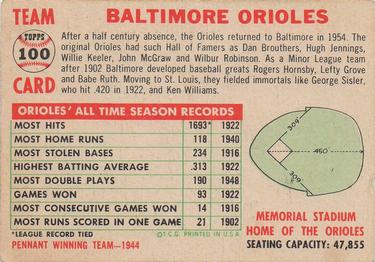 TEAM
TOPPS
100
CARD
BALTIMORE ORIOLES
After a half century absence, the Orioles returned to Baltimore in 1954. The
original Orioles had such Hall of Famers as Dan Brouthers, Hugh Jennings,
Willie Keeler, John McGraw and Wilbur Robinson. As a Minor League team
after 1902 Baltimore developed baseball greats Rogers Hornsby, Lefty Grove
and Babe Ruth. Moving to St. Louis, they fielded immortals like George Sisler,
who hit .420 in 1922, and Ken Williams.
ORIOLES' ALL TIME SEASON RECORDS
MOST HITS 1693* 1922
MOST HOME RUNS 118 1940
MOST STOLEN BASES 234 1916
HIGHEST BATTING AVERAGE .313 1922
MOST DOUBLE PLAYS 190 1948
GAMES WON 93 1922
MOST CONSECUTIVE GAMES WON 14 1916
MOST RUNS SCORED IN ONE GAME 21 1902
*LEAGUE RECORD TIED
© T. C. G. PRINTED IN U.S.A.
PENNANT WINNING TEAM—1944
309
450
309
MEMORIAL STADIUM
HOME OF THE ORIOLES
SEATING CAPACITY: 47,855